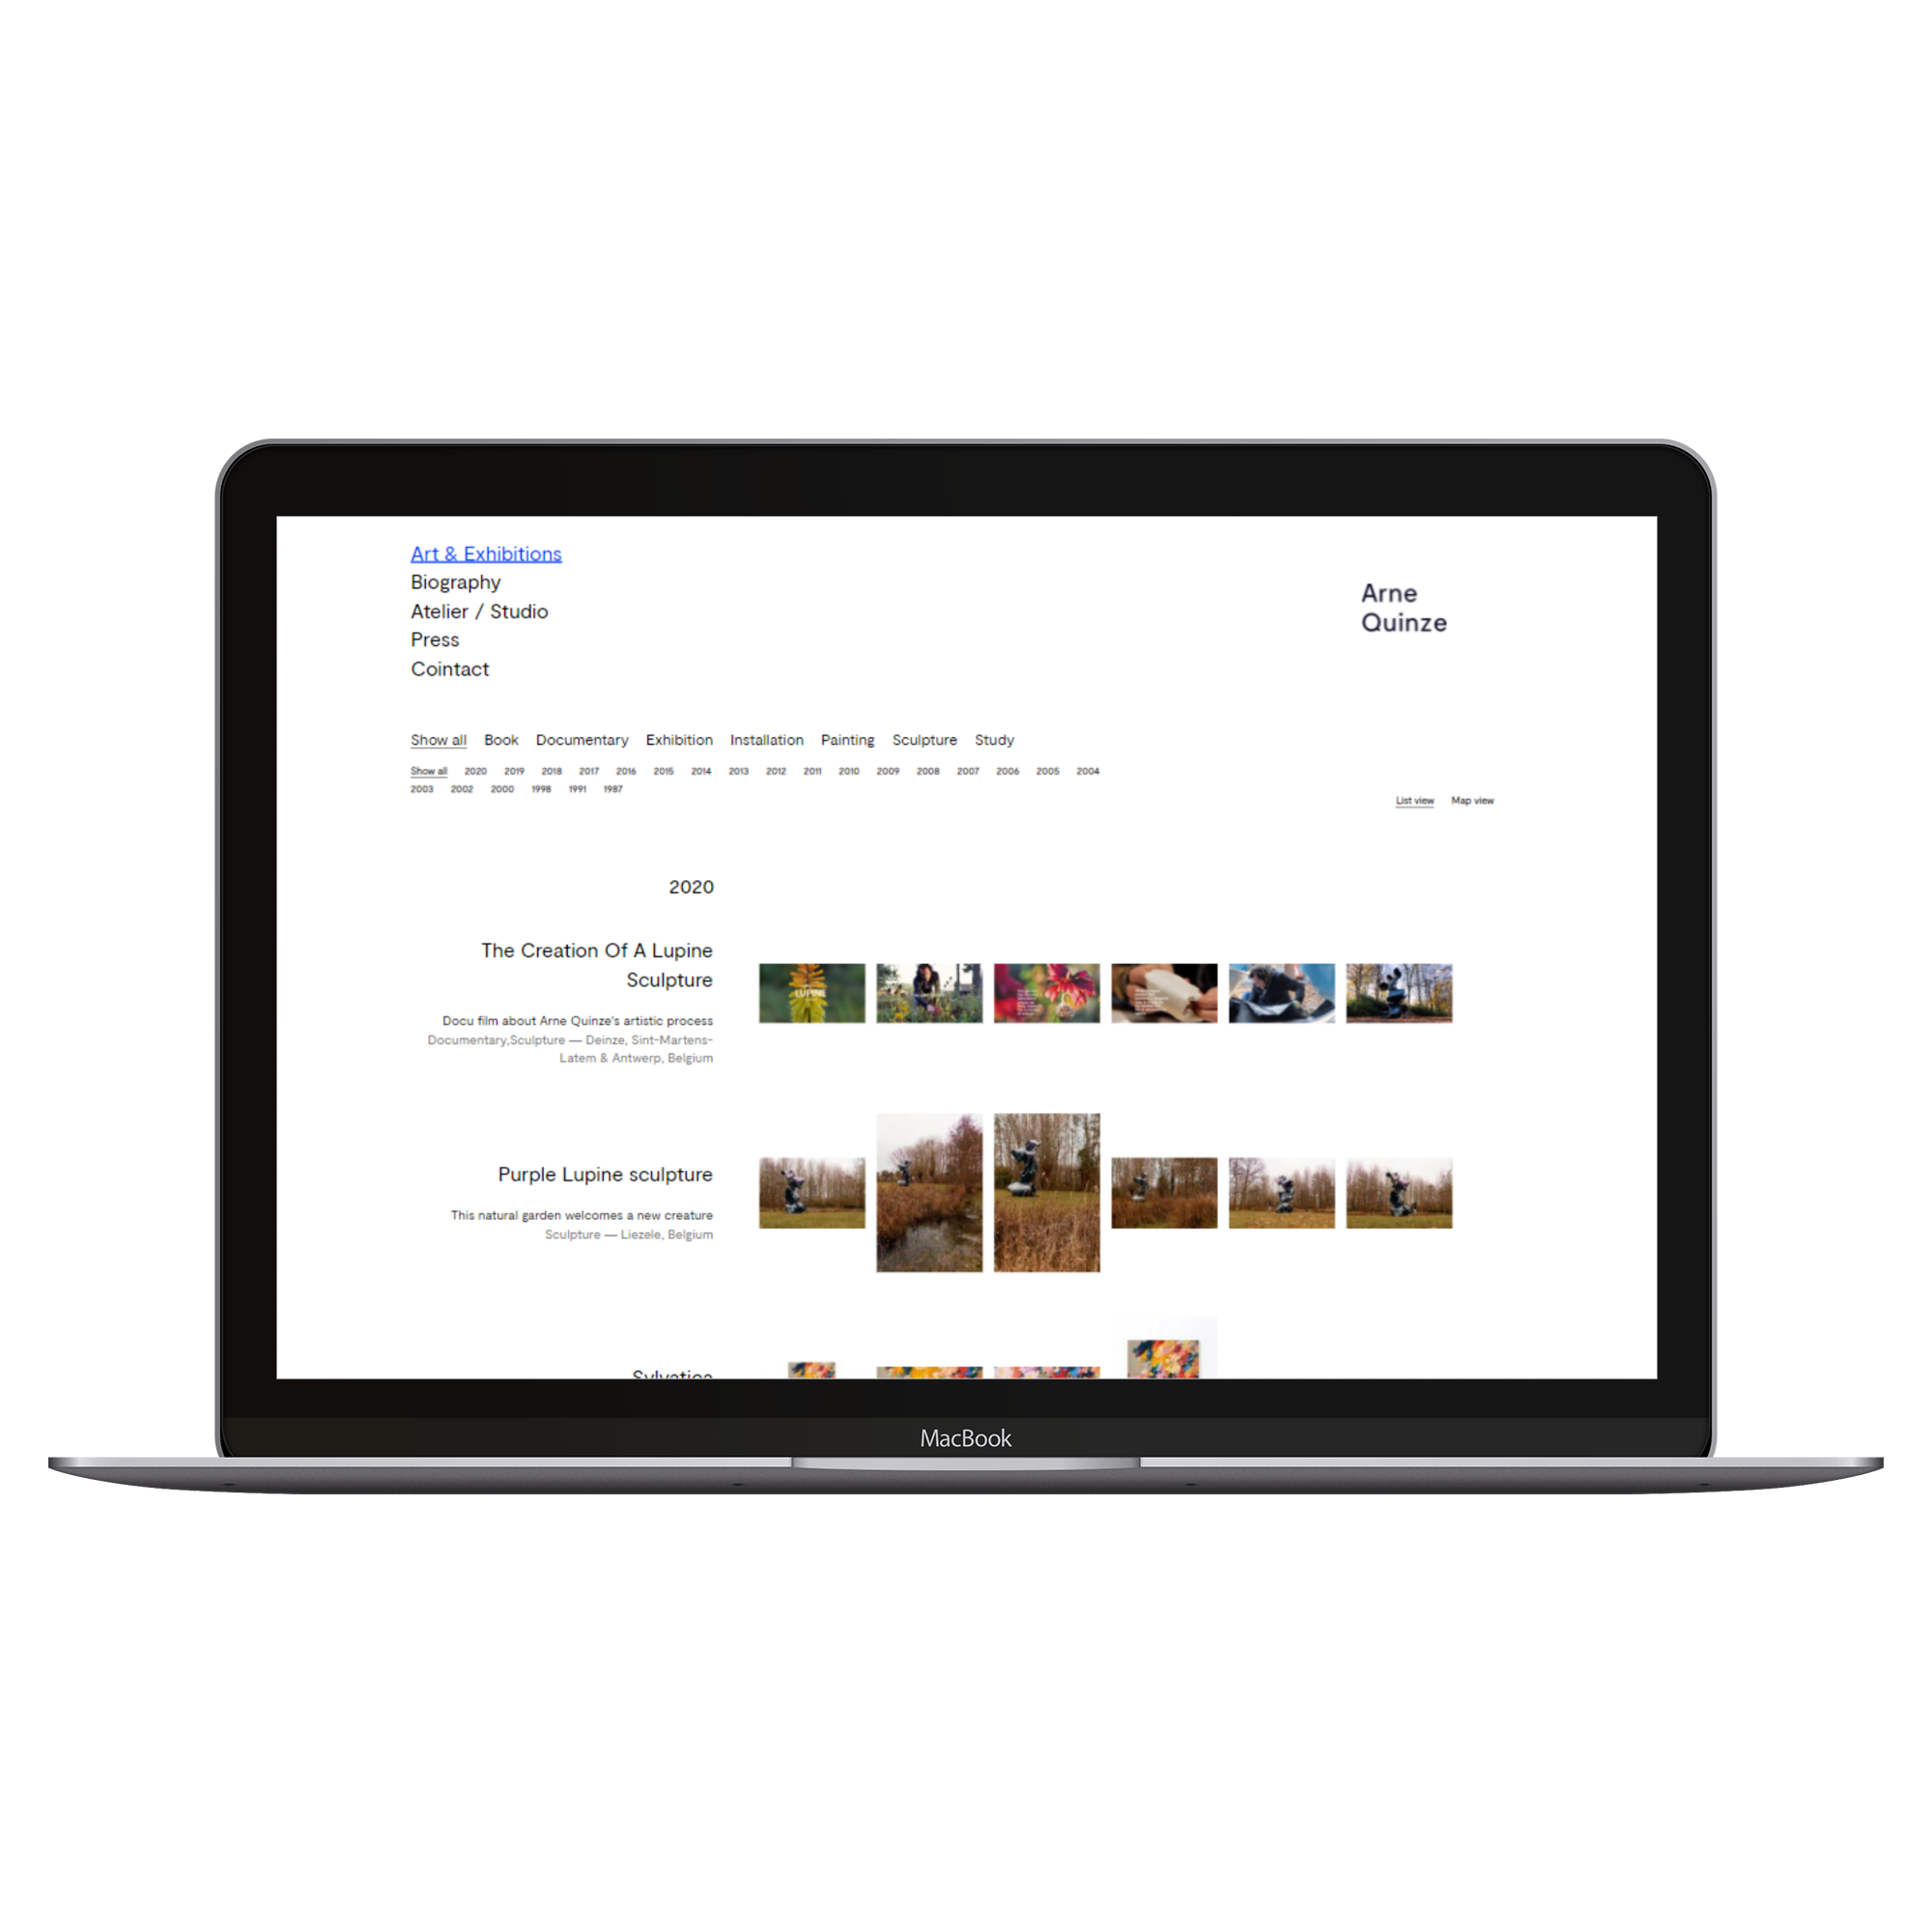 Art & Exhibitions
Biography
Atelier / Studio
Press
Cointact
Arne
Quinze
Show all Book Documentary Exhibition Installation Painting Sculpture Study
Show all 2020 2019 2018 2017 2016 2015 2014 2013 2012 2011 2010 2009 2008 2007 2006 2005 2004
2003 2002 2000 1998 1991 1987
List view Map view
2020
The Creation Of A Lupine
Sculpture
Docu film about Arne Quinze's artistic process
Documentary,Sculpture — Deinze, Sint-Martens-
Latem & Antwerp, Belgium
LUPINE
Purple Lupine sculpture
This natural garden welcomes a new creature
Sculpture — Liezele, Belgium
Sylvatica
MacBook